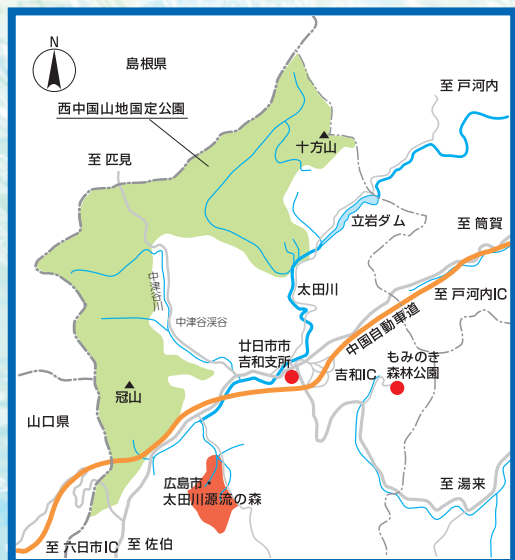 N
島根県
西中国山地国定公園
至 戸河内
十方山
至 匹見
立岩ダム
至 筒賀
太田川
至 戸河内IC
中津谷川
中津谷渓谷
中国自動車道
廿日市市
吉和支所
もみのき
森林公園
吉和IC
冠山
山口県
至 湯来
広島市
太田川源流の森
至 六日市IC
至 佐伯